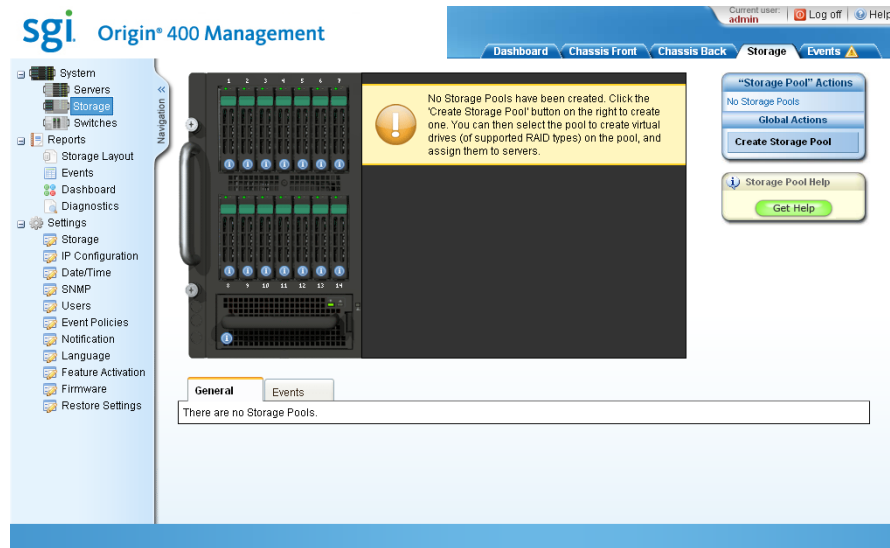 sgi Origin® 400 Management
Current user:
admin
Log off
Help
Dashboard
Chassis Front
Chassis Back
Storage
Events
System
Servers
Storage
Switches
Reports
Storage Layout
Events
Dashboard
Diagnostics
Settings
Storage
IP Configuration
Date/Time
SNMP
Users
Event Policies
Notification
Language
Feature Activation
Firmware
Restore Settings
«
Navigation
1 2 3 4 5 6 7
8 9 10 11 12 13 14
No Storage Pools have been created. Click the
'Create Storage Pool' button on the right to create
one. You can then select the pool to create virtual
drives (of supported RAID types) on the pool, and
assign them to servers.
"Storage Pool" Actions
No Storage Pools
Global Actions
Create Storage Pool
Storage Pool Help
Get Help
General
Events
There are no Storage Pools.